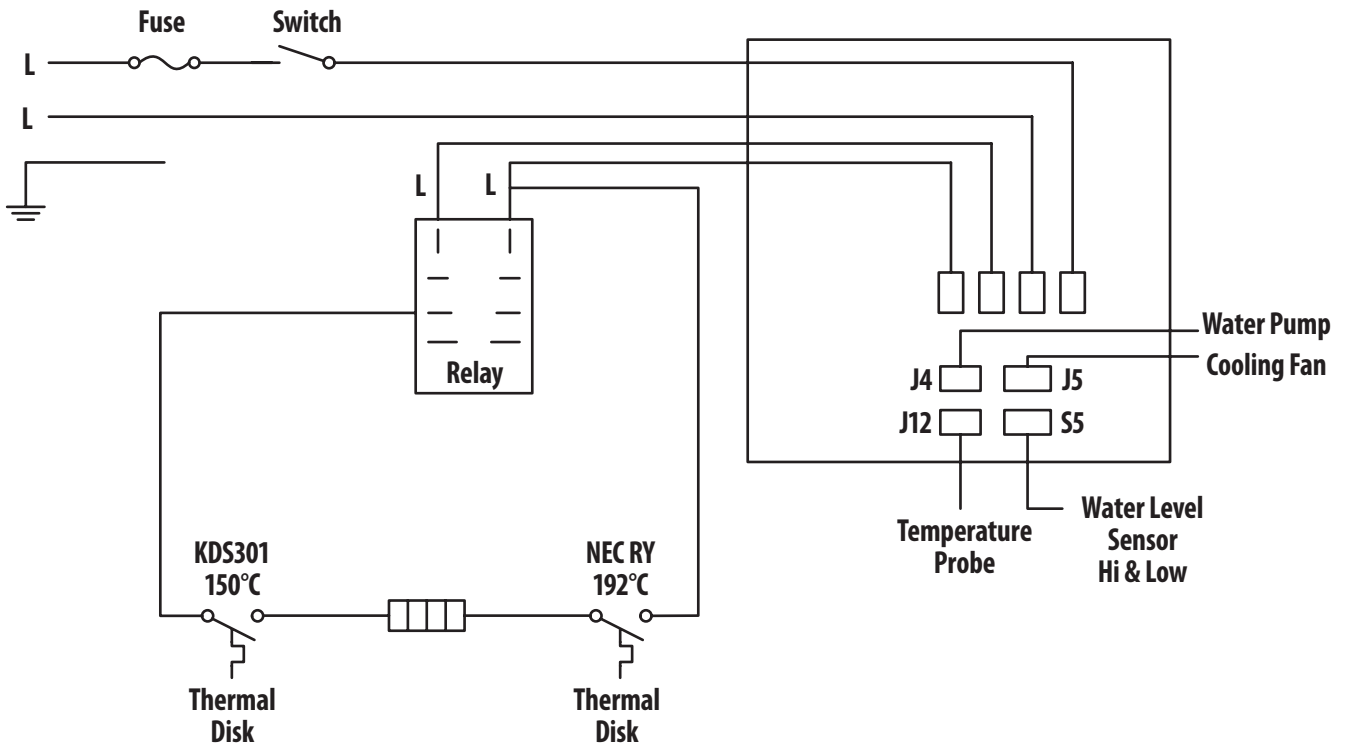 Fuse
Switch
L
L
L
L
Relay
Water Pump
Cooling Fan
J4
J5
J12
S5
Temperature
Probe
Water Level
Sensor
Hi & Low
KDS301
150°C
NEC RY
192°C
Thermal
Disk
Thermal
Disk